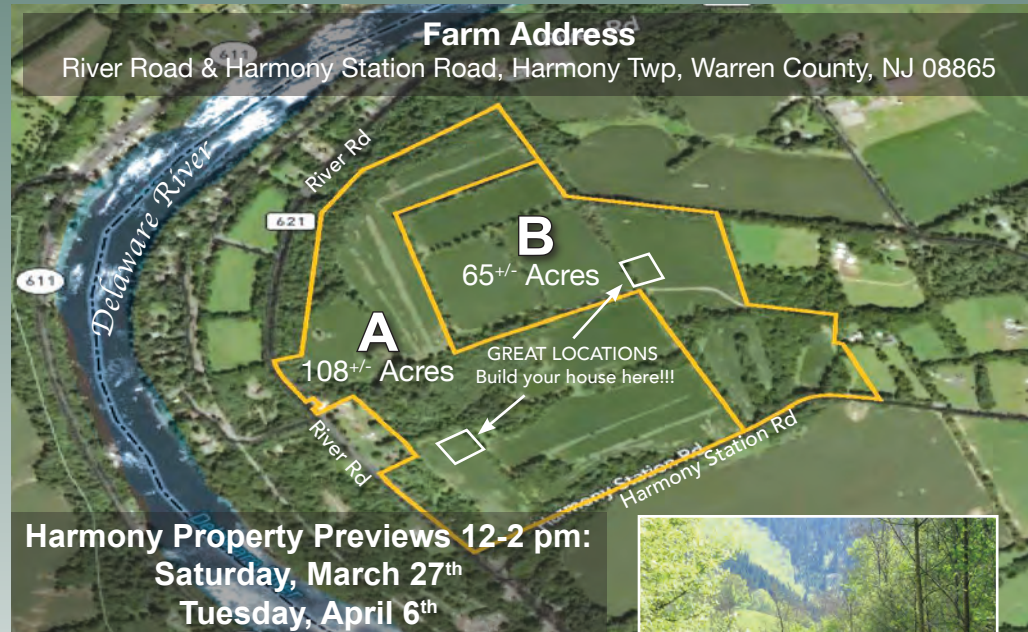 Farm Address
River Road & Harmony Station Road, Harmony Twp, Warren County, NJ 08865
611
River Rd
621
Delaware River
611
B
65+/- Acres
A
108+/- Acres
GREAT LOCATIONS
Build your house here!!!
River Rd
Harmony Station Rd
Harmony Station Rd
Harmony Property Previews 12-2 pm:
Saturday, March 27th
Tuesday, April 6th